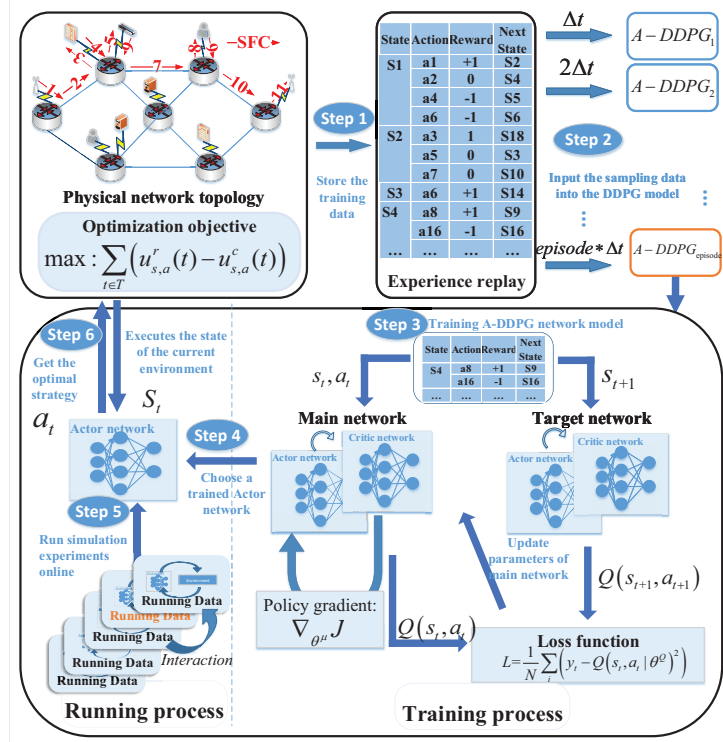 1
2
3
4
5
6
7
8
9
10
11
–SFC
Physical network topology
Optimization objective
max : ∑_{t∈T} (u^r_{s,a}(t) − u^c_{s,a}(t))
Step 1
Store the
training data
State Action Reward Next State
S1 a1 +1 S2
a2 0 S4
a4 -1 S5
a6 -1 S6
S2 a3 1 S18
a5 0 S3
a7 0 S10
S3 a6 +1 S14
S4 a8 +1 S9
a16 -1 S16
... ... ... ...
Experience replay
Δt
A − DDPG_1
2Δt
A − DDPG_2
Step 2
Input the sampling data
into the DDPG model
...
...
episode * Δt
A − DDPG_episode
Step 3
Training A-DDPG network model
State Action Reward Next State
S4 a8 +1 S9
a16 -1 S16
... ... ... ...
s_t, a_t
s_{t+1}
Main network
Target network
Critic network
Actor network
Critic network
Actor network
Step 6
Get the
optimal
strategy
Executes the state
of the current
environment
a_t
S_t
Actor network
Step 4
Choose a
trained Actor
network
Step 5
Run simulation
experiments
online
Running Data
Running Data
Running Data
Running Data
Running Data
Interaction
Running process
Policy gradient:
∇_{θ^μ} J
Q(s_t, a_t)
Update
parameters of
main network
Q(s_{t+1}, a_{t+1})
Loss function
L = 1/N ∑_i (y_t − Q(s_t, a_t | θ^Q)^2)
Training process